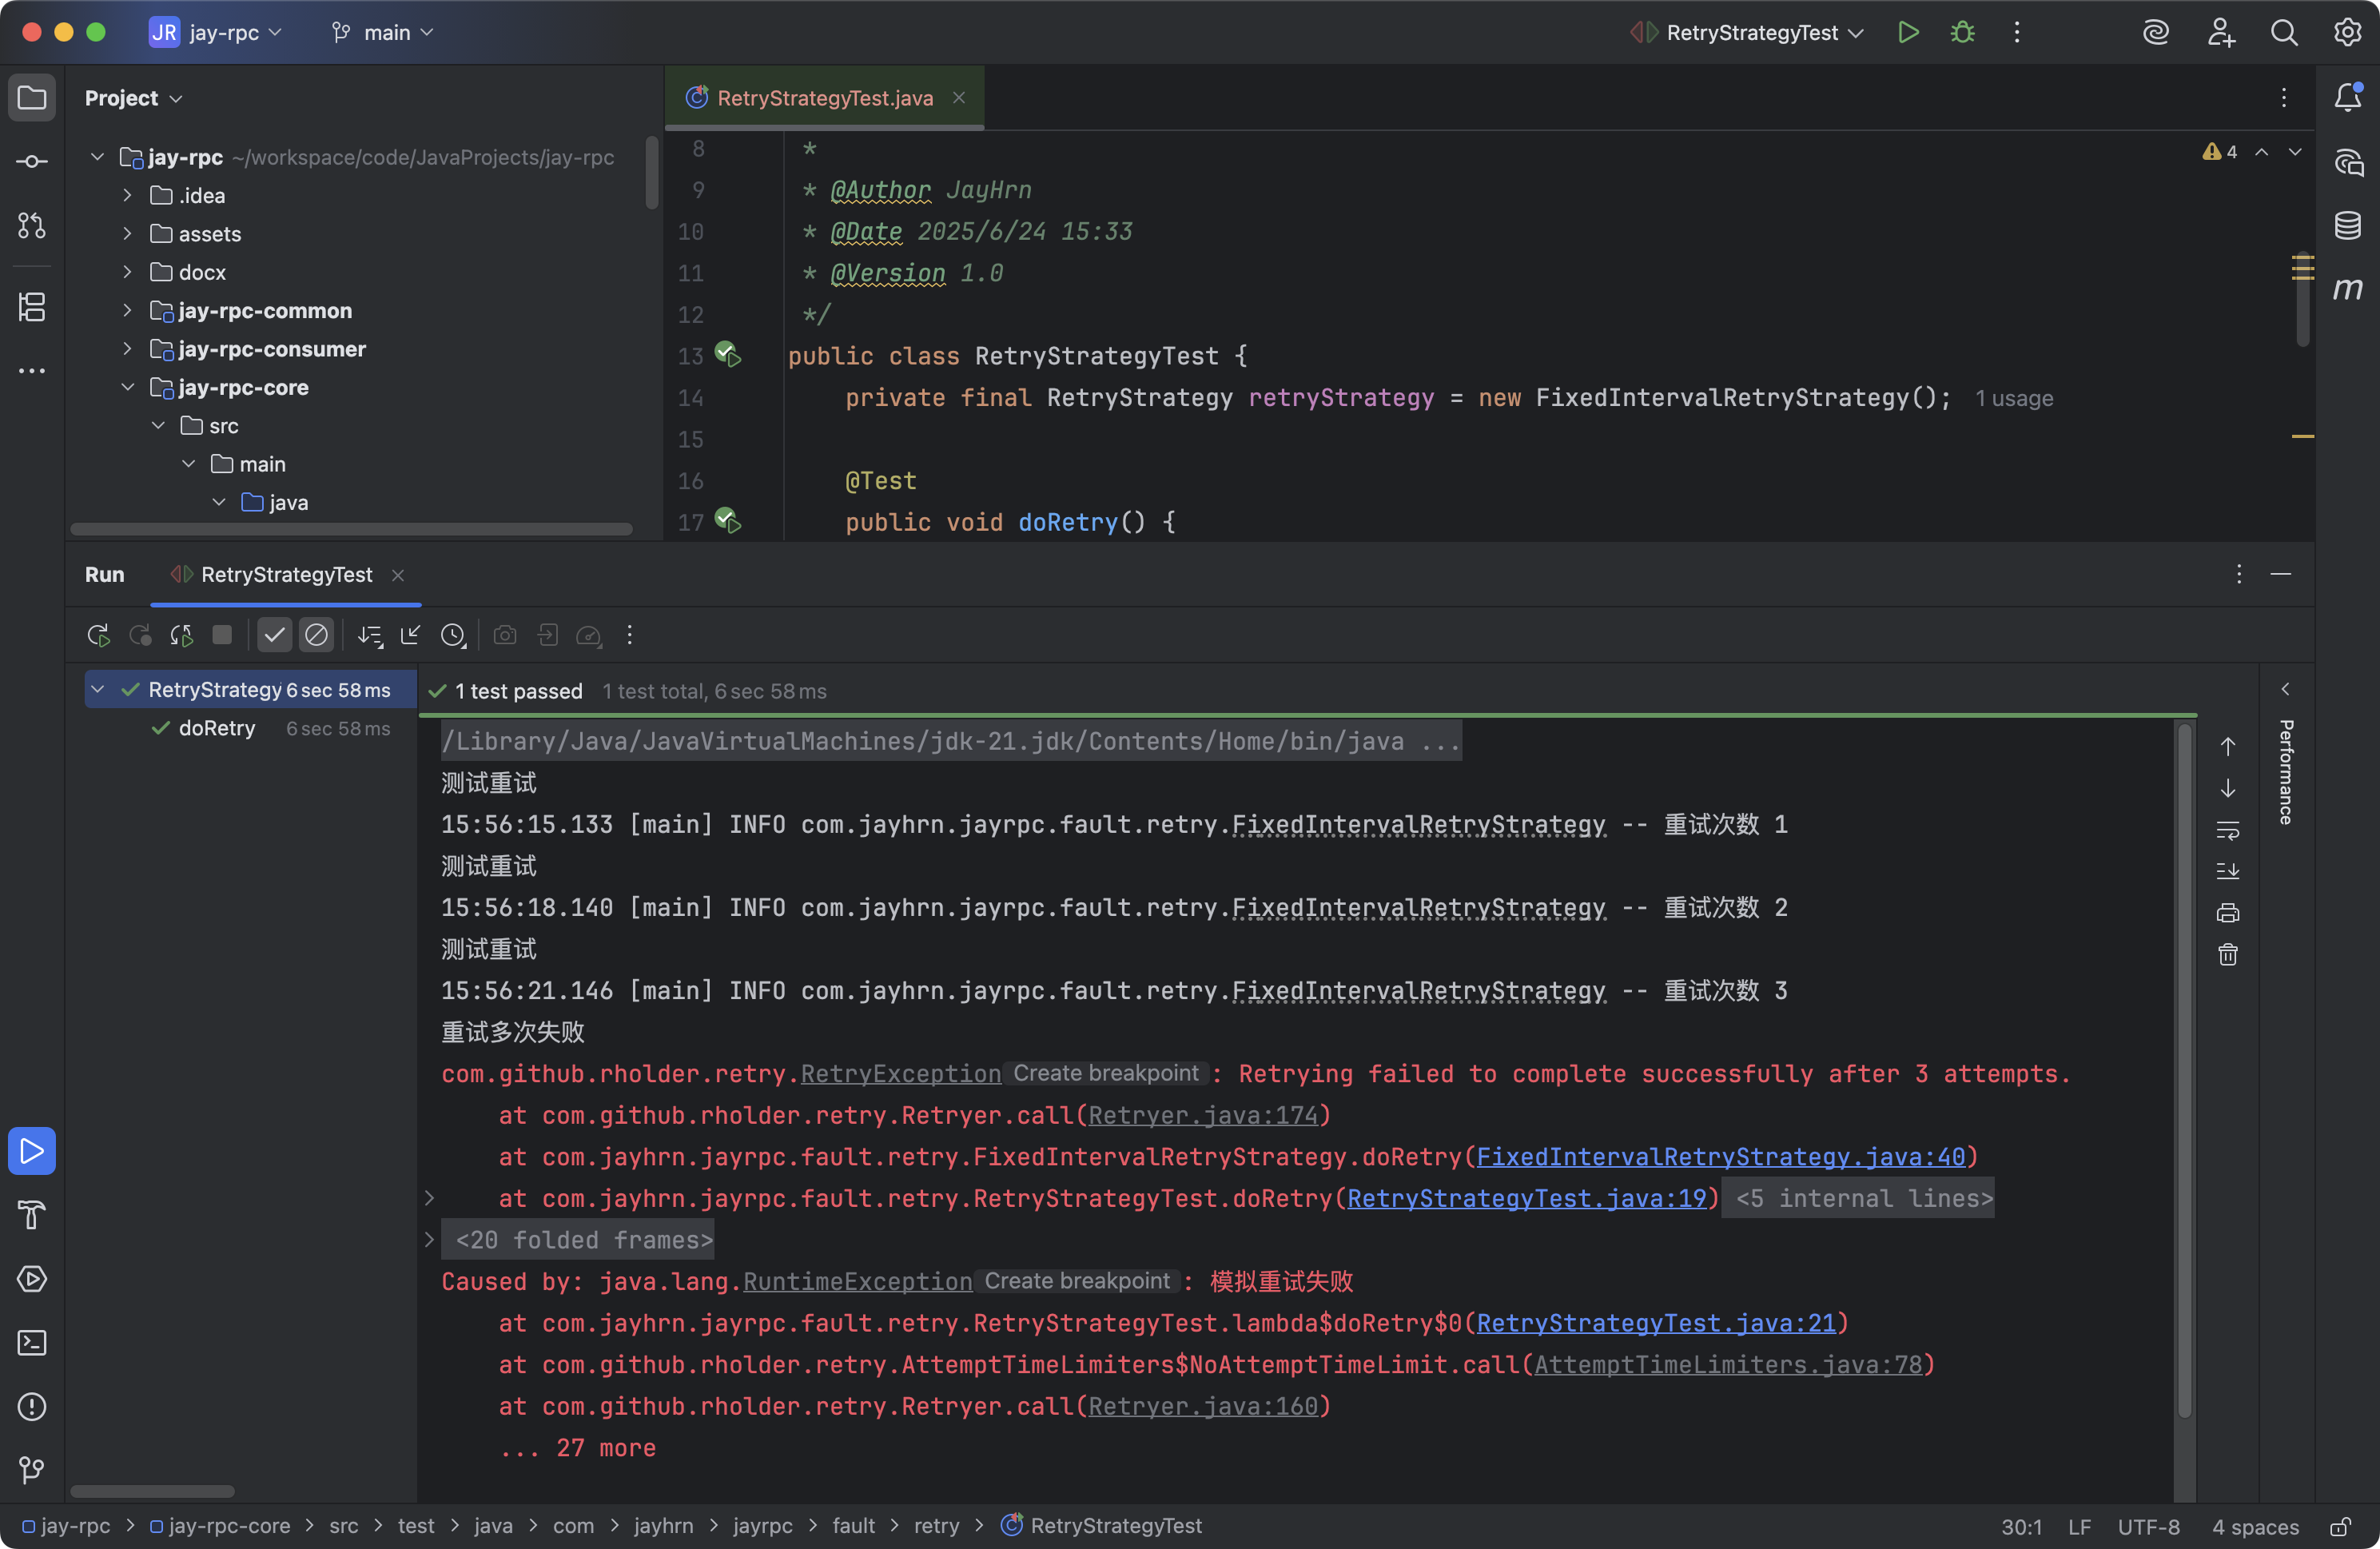 JR jay-rpc main RetryStrategyTest
Project
jay-rpc ~/workspace/code/JavaProjects/jay-rpc
.idea
assets
docx
jay-rpc-common
jay-rpc-consumer
jay-rpc-core
src
main
java
RetryStrategyTest.java
4
8 *
9 * @Author JayHrn
10 * @Date 2025/6/24 15:33
11 * @Version 1.0
12 */
13 public class RetryStrategyTest {
14 private final RetryStrategy retryStrategy = new FixedIntervalRetryStrategy(); 1 usage
15
16 @Test
17 public void doRetry() {
Run RetryStrategyTest
RetryStrategy 6 sec 58 ms
doRetry 6 sec 58 ms
1 test passed 1 test total, 6 sec 58 ms
/Library/Java/JavaVirtualMachines/jdk-21.jdk/Contents/Home/bin/java ...
测试重试
15:56:15.133 [main] INFO com.jayhrn.jayrpc.fault.retry.FixedIntervalRetryStrategy -- 重试次数 1
测试重试
15:56:18.140 [main] INFO com.jayhrn.jayrpc.fault.retry.FixedIntervalRetryStrategy -- 重试次数 2
测试重试
15:56:21.146 [main] INFO com.jayhrn.jayrpc.fault.retry.FixedIntervalRetryStrategy -- 重试次数 3
重试多次失败
com.github.rholder.retry.RetryException Create breakpoint : Retrying failed to complete successfully after 3 attempts.
at com.github.rholder.retry.Retryer.call(Retryer.java:174)
at com.jayhrn.jayrpc.fault.retry.FixedIntervalRetryStrategy.doRetry(FixedIntervalRetryStrategy.java:40)
at com.jayhrn.jayrpc.fault.retry.RetryStrategyTest.doRetry(RetryStrategyTest.java:19) <5 internal lines>
<20 folded frames>
Caused by: java.lang.RuntimeException Create breakpoint : 模拟重试失败
at com.jayhrn.jayrpc.fault.retry.RetryStrategyTest.lambda$doRetry$0(RetryStrategyTest.java:21)
at com.github.rholder.retry.AttemptTimeLimiters$NoAttemptTimeLimit.call(AttemptTimeLimiters.java:78)
at com.github.rholder.retry.Retryer.call(Retryer.java:160)
... 27 more
Performance
m
jay-rpc > jay-rpc-core > src > test > java > com > jayhrn > jayrpc > fault > retry > RetryStrategyTest
30:1 LF UTF-8 4 spaces